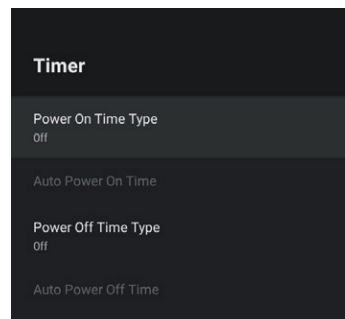 Timer
Power On Time Type
Off
Auto Power On Time
Power Off Time Type
Off
Auto Power Off Time